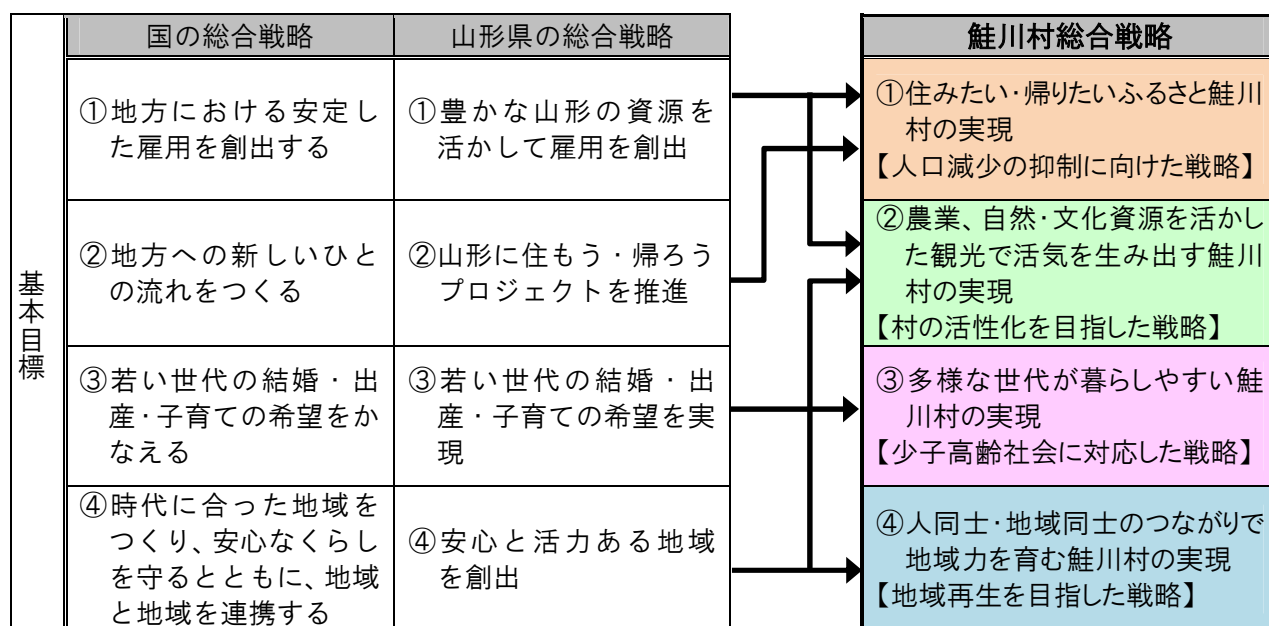 基本目標
国の総合戦略
山形県の総合戦略
鮭川村総合戦略
①地方における安定し
た雇用を創出する
①豊かな山形の資源を
活かして雇用を創出
①住みたい・帰りたいふるさと鮭川
村の実現
【人口減少の抑制に向けた戦略】
②地方への新しいひと
の流れをつくる
②山形に住もう・帰ろう
プロジェクトを推進
②農業、自然・文化資源を活かし
た観光で活気を生み出す鮭川
村の実現
【村の活性化を目指した戦略】
③若い世代の結婚・出
産・子育ての希望をか
なえる
③若い世代の結婚・出
産・子育ての希望を実
現
③多様な世代が暮らしやすい鮭
川村の実現
【少子高齢社会に対応した戦略】
④時代に合った地域を
つくり、安心なくらし
を守るとともに、地域
と地域を連携する
④安心と活力ある地域
を創出
④人同士・地域同士のつながりで
地域力を育む鮭川村の実現
【地域再生を目指した戦略】